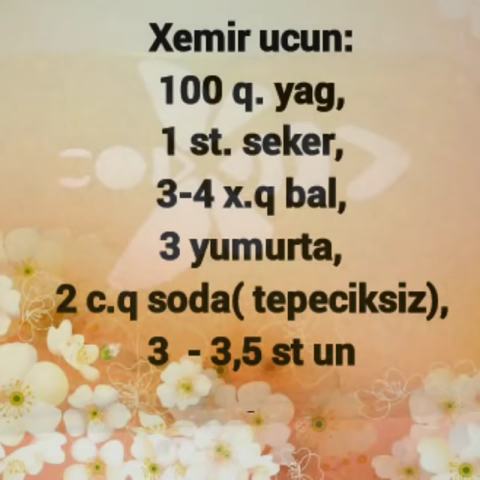 Xemir ucun:
100 q. yag,
1 st. seker,
3-4 x.q bal,
3 yumurta,
2 c.q soda( tepeciksiz),
3 - 3,5 st un
-